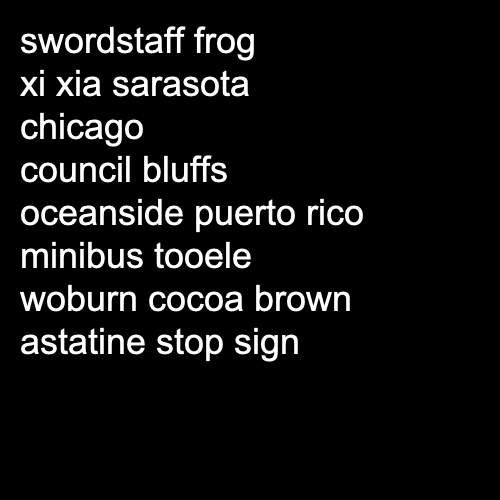 swordstaff frog
xi xia sarasota
chicago
council bluffs
oceanside puerto rico
minibus tooele
woburn cocoa brown
astatine stop sign